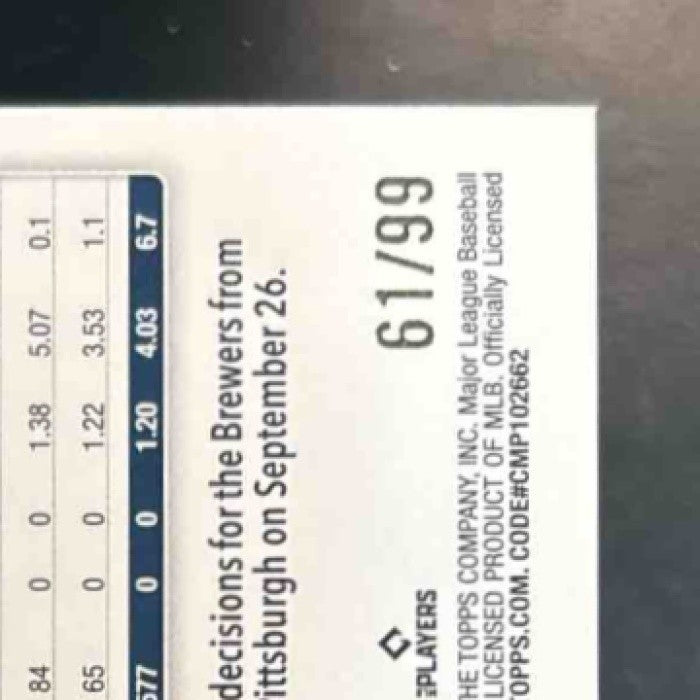 84 0 0 1.38 5.07 0.1
65 0 0 1.22 3.53 1.1
577 0 0 1.20 4.03 6.7
decisions for the Brewers from
ittsburgh on September 26.
61/99
PLAYERS
HE TOPPS COMPANY, INC. Major League Baseball
LICENSED PRODUCT OF MLB. Officially Licensed
OPPS.COM. CODE#CMP102662